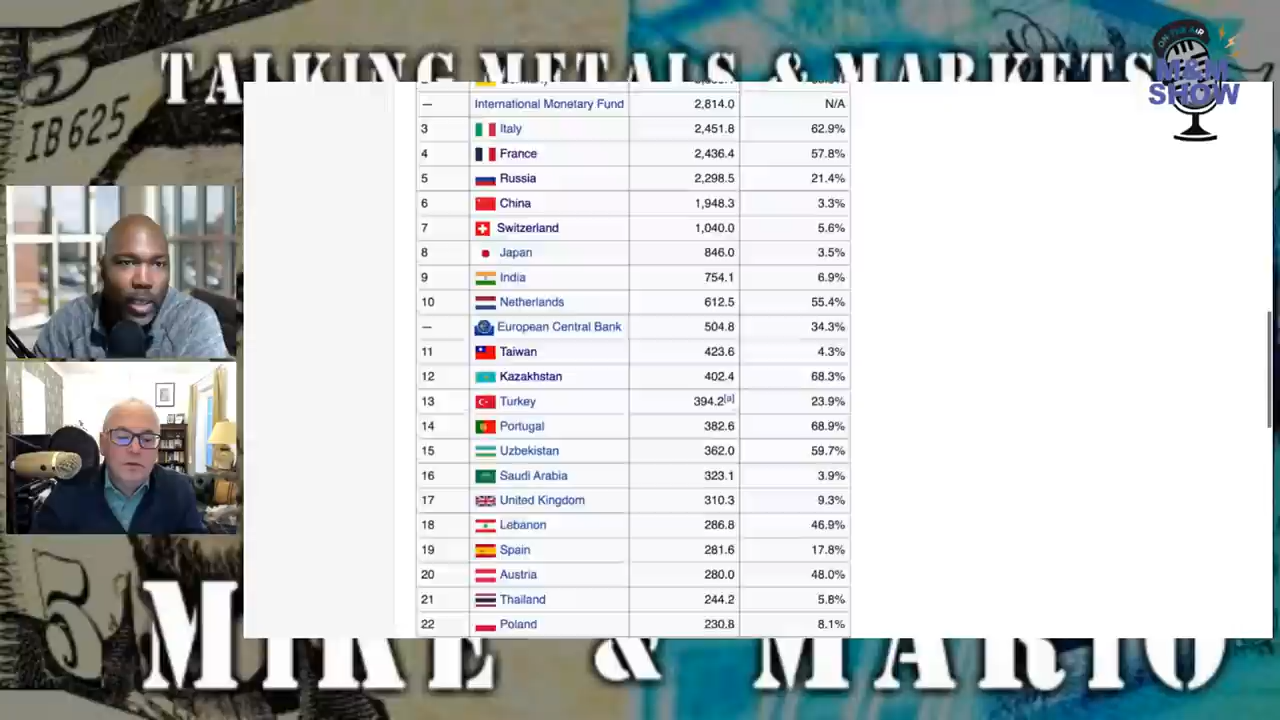 TALKING METALS & MARKETS
ON THE AIR
M&M
SHOW
5
IB 625
— International Monetary Fund 2,814.0 N/A
3 Italy 2,451.8 62.9%
4 France 2,436.4 57.8%
5 Russia 2,298.5 21.4%
6 China 1,948.3 3.3%
7 Switzerland 1,040.0 5.6%
8 Japan 846.0 3.5%
9 India 754.1 6.9%
10 Netherlands 612.5 55.4%
— European Central Bank 504.8 34.3%
11 Taiwan 423.6 4.3%
12 Kazakhstan 402.4 68.3%
13 Turkey 394.2[a] 23.9%
14 Portugal 382.6 68.9%
15 Uzbekistan 362.0 59.7%
16 Saudi Arabia 323.1 3.9%
17 United Kingdom 310.3 9.3%
18 Lebanon 286.8 46.9%
19 Spain 281.6 17.8%
20 Austria 280.0 48.0%
21 Thailand 244.2 5.8%
22 Poland 230.8 8.1%
5
MIKE & MARIO